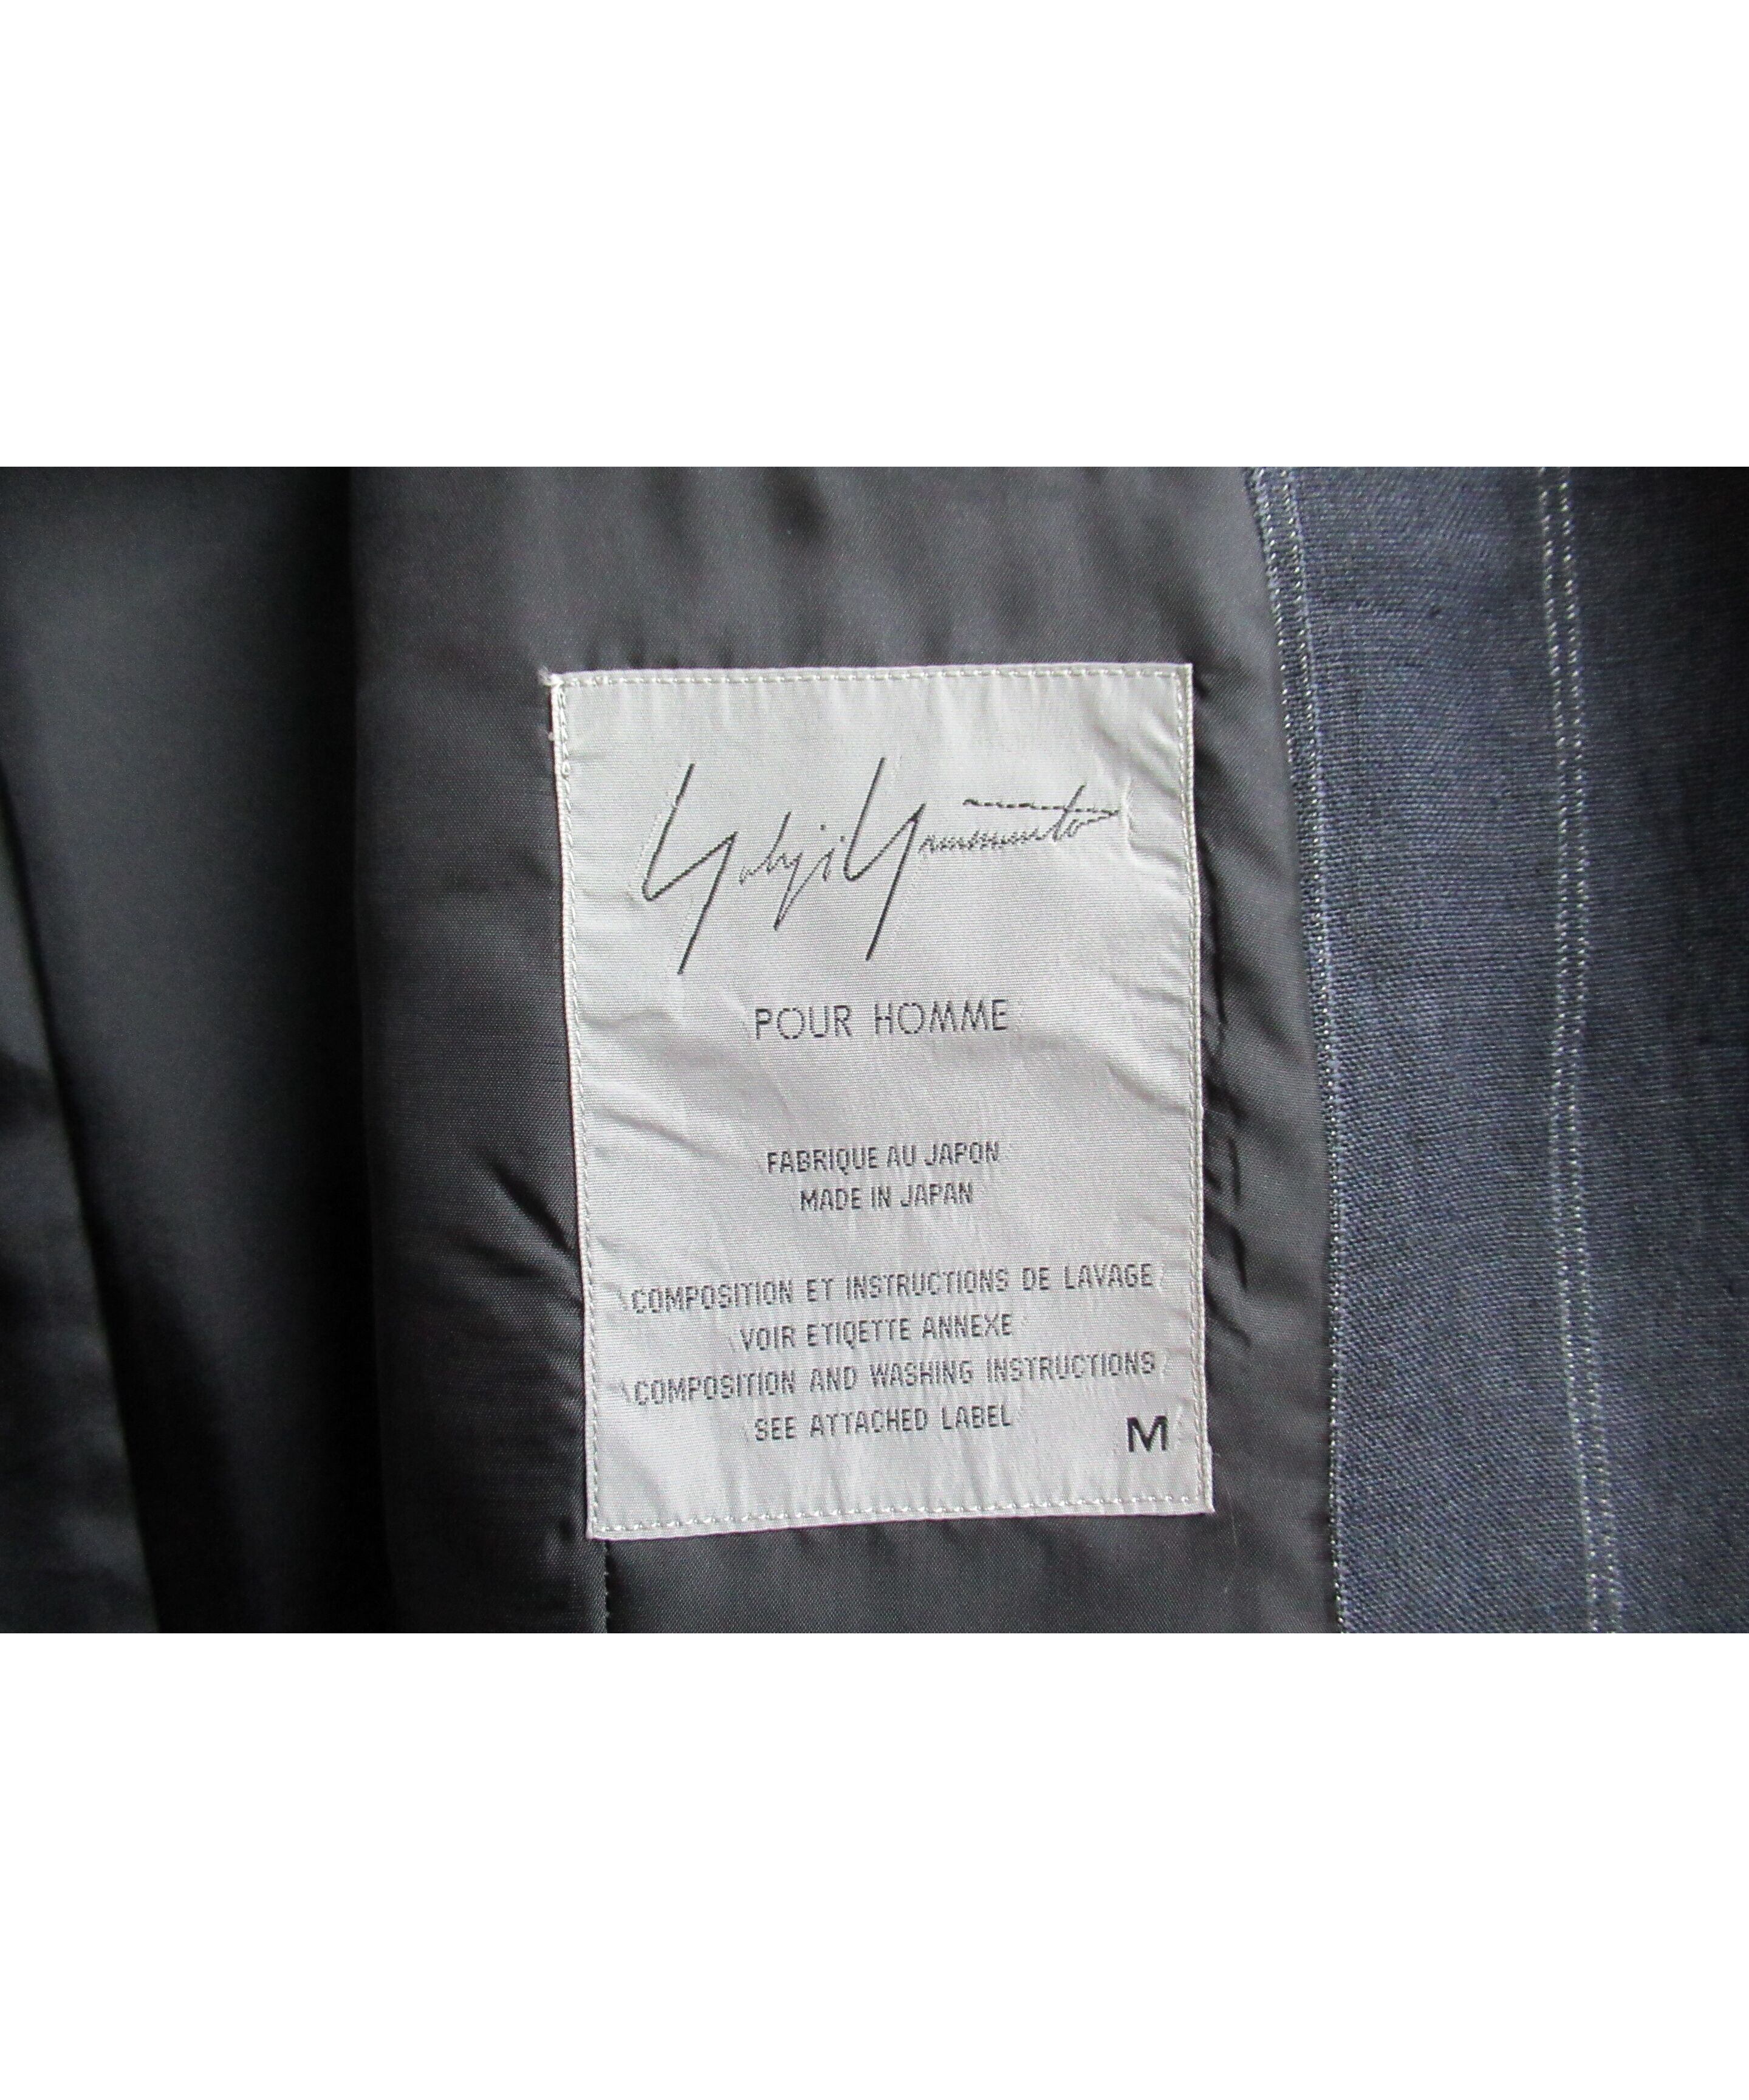 Yohji Yamamoto
POUR HOMME
FABRIQUE AU JAPON
MADE IN JAPAN
COMPOSITION ET INSTRUCTIONS DE LAVAGE
VOIR ETIQETTE ANNEXE
COMPOSITION AND WASHING INSTRUCTIONS
SEE ATTACHED LABEL
M